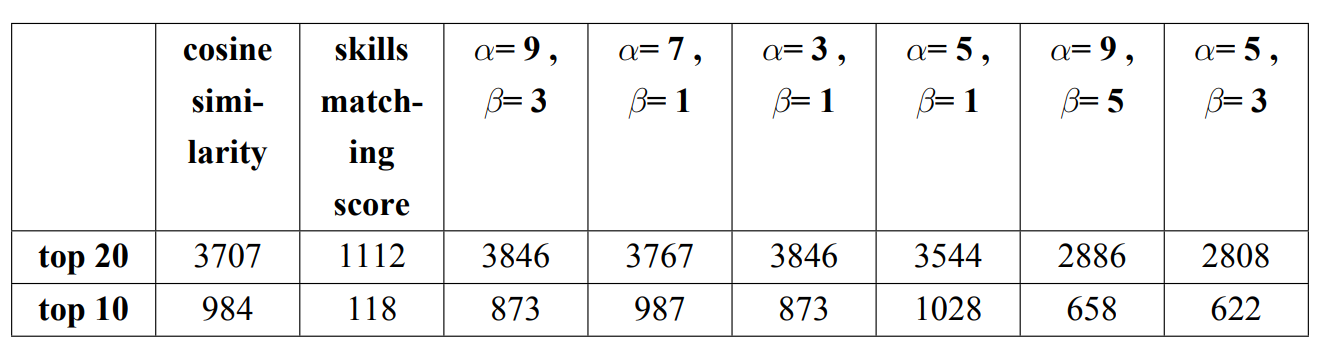 cosine simi- larity skills match- ing score α= 9 , β= 3 α= 7 , β= 1 α= 3 , β= 1 α= 5 , β= 1 α= 9 , β= 5 α= 5 , β= 3
top 20 3707 1112 3846 3767 3846 3544 2886 2808
top 10 984 118 873 987 873 1028 658 622